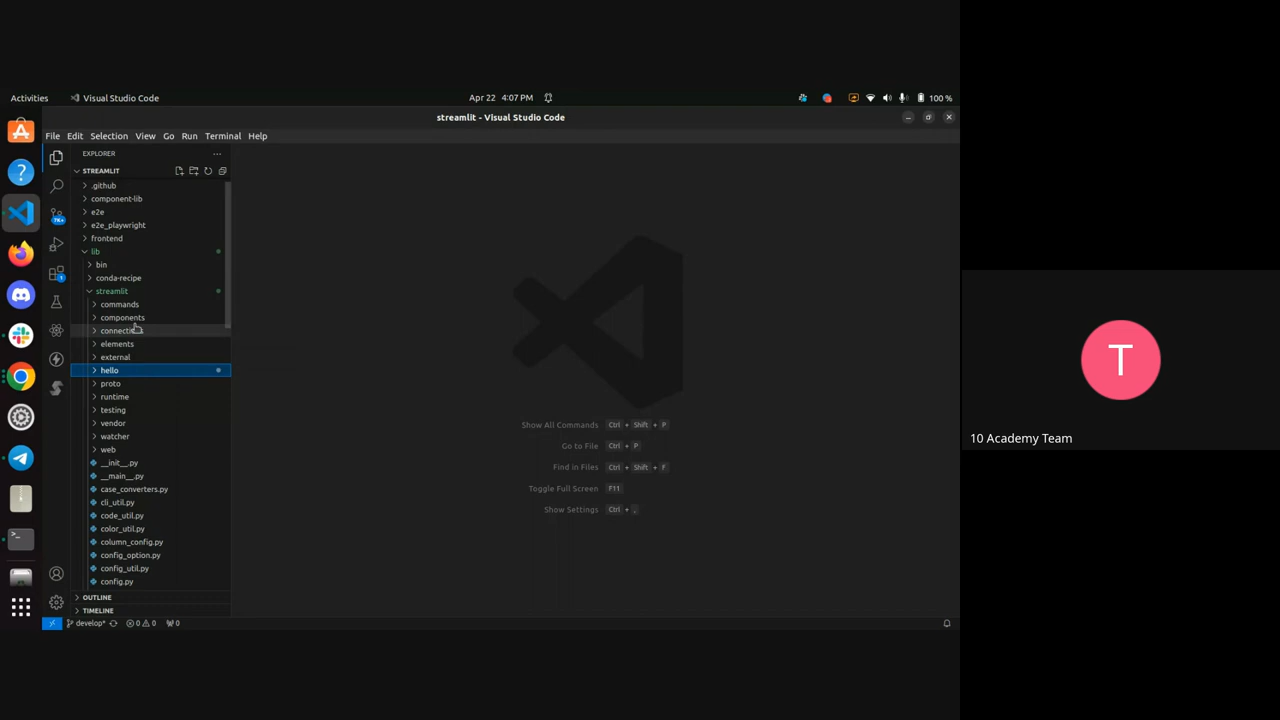 Activities
Visual Studio Code
Apr 22 4:07 PM
100 %
streamlit - Visual Studio Code
File Edit Selection View Go Run Terminal Help
EXPLORER
STREAMLIT
.github
component-lib
e2e
e2e_playwright
frontend
lib
bin
conda-recipe
streamlit
commands
components
elements
external
hello
proto
runtime
testing
vendor
watcher
web
__init__.py
__main__.py
case_converters.py
cli_util.py
code_util.py
color_util.py
column_config.py
config_option.py
config_util.py
config.py
OUTLINE
TIMELINE
develop* 0 0 0
Show All Commands Ctrl + Shift + P
Go to File Ctrl + P
Find in Files Ctrl + Shift + F
Toggle Full Screen F11
Show Settings Ctrl + ,
T
10 Academy Team